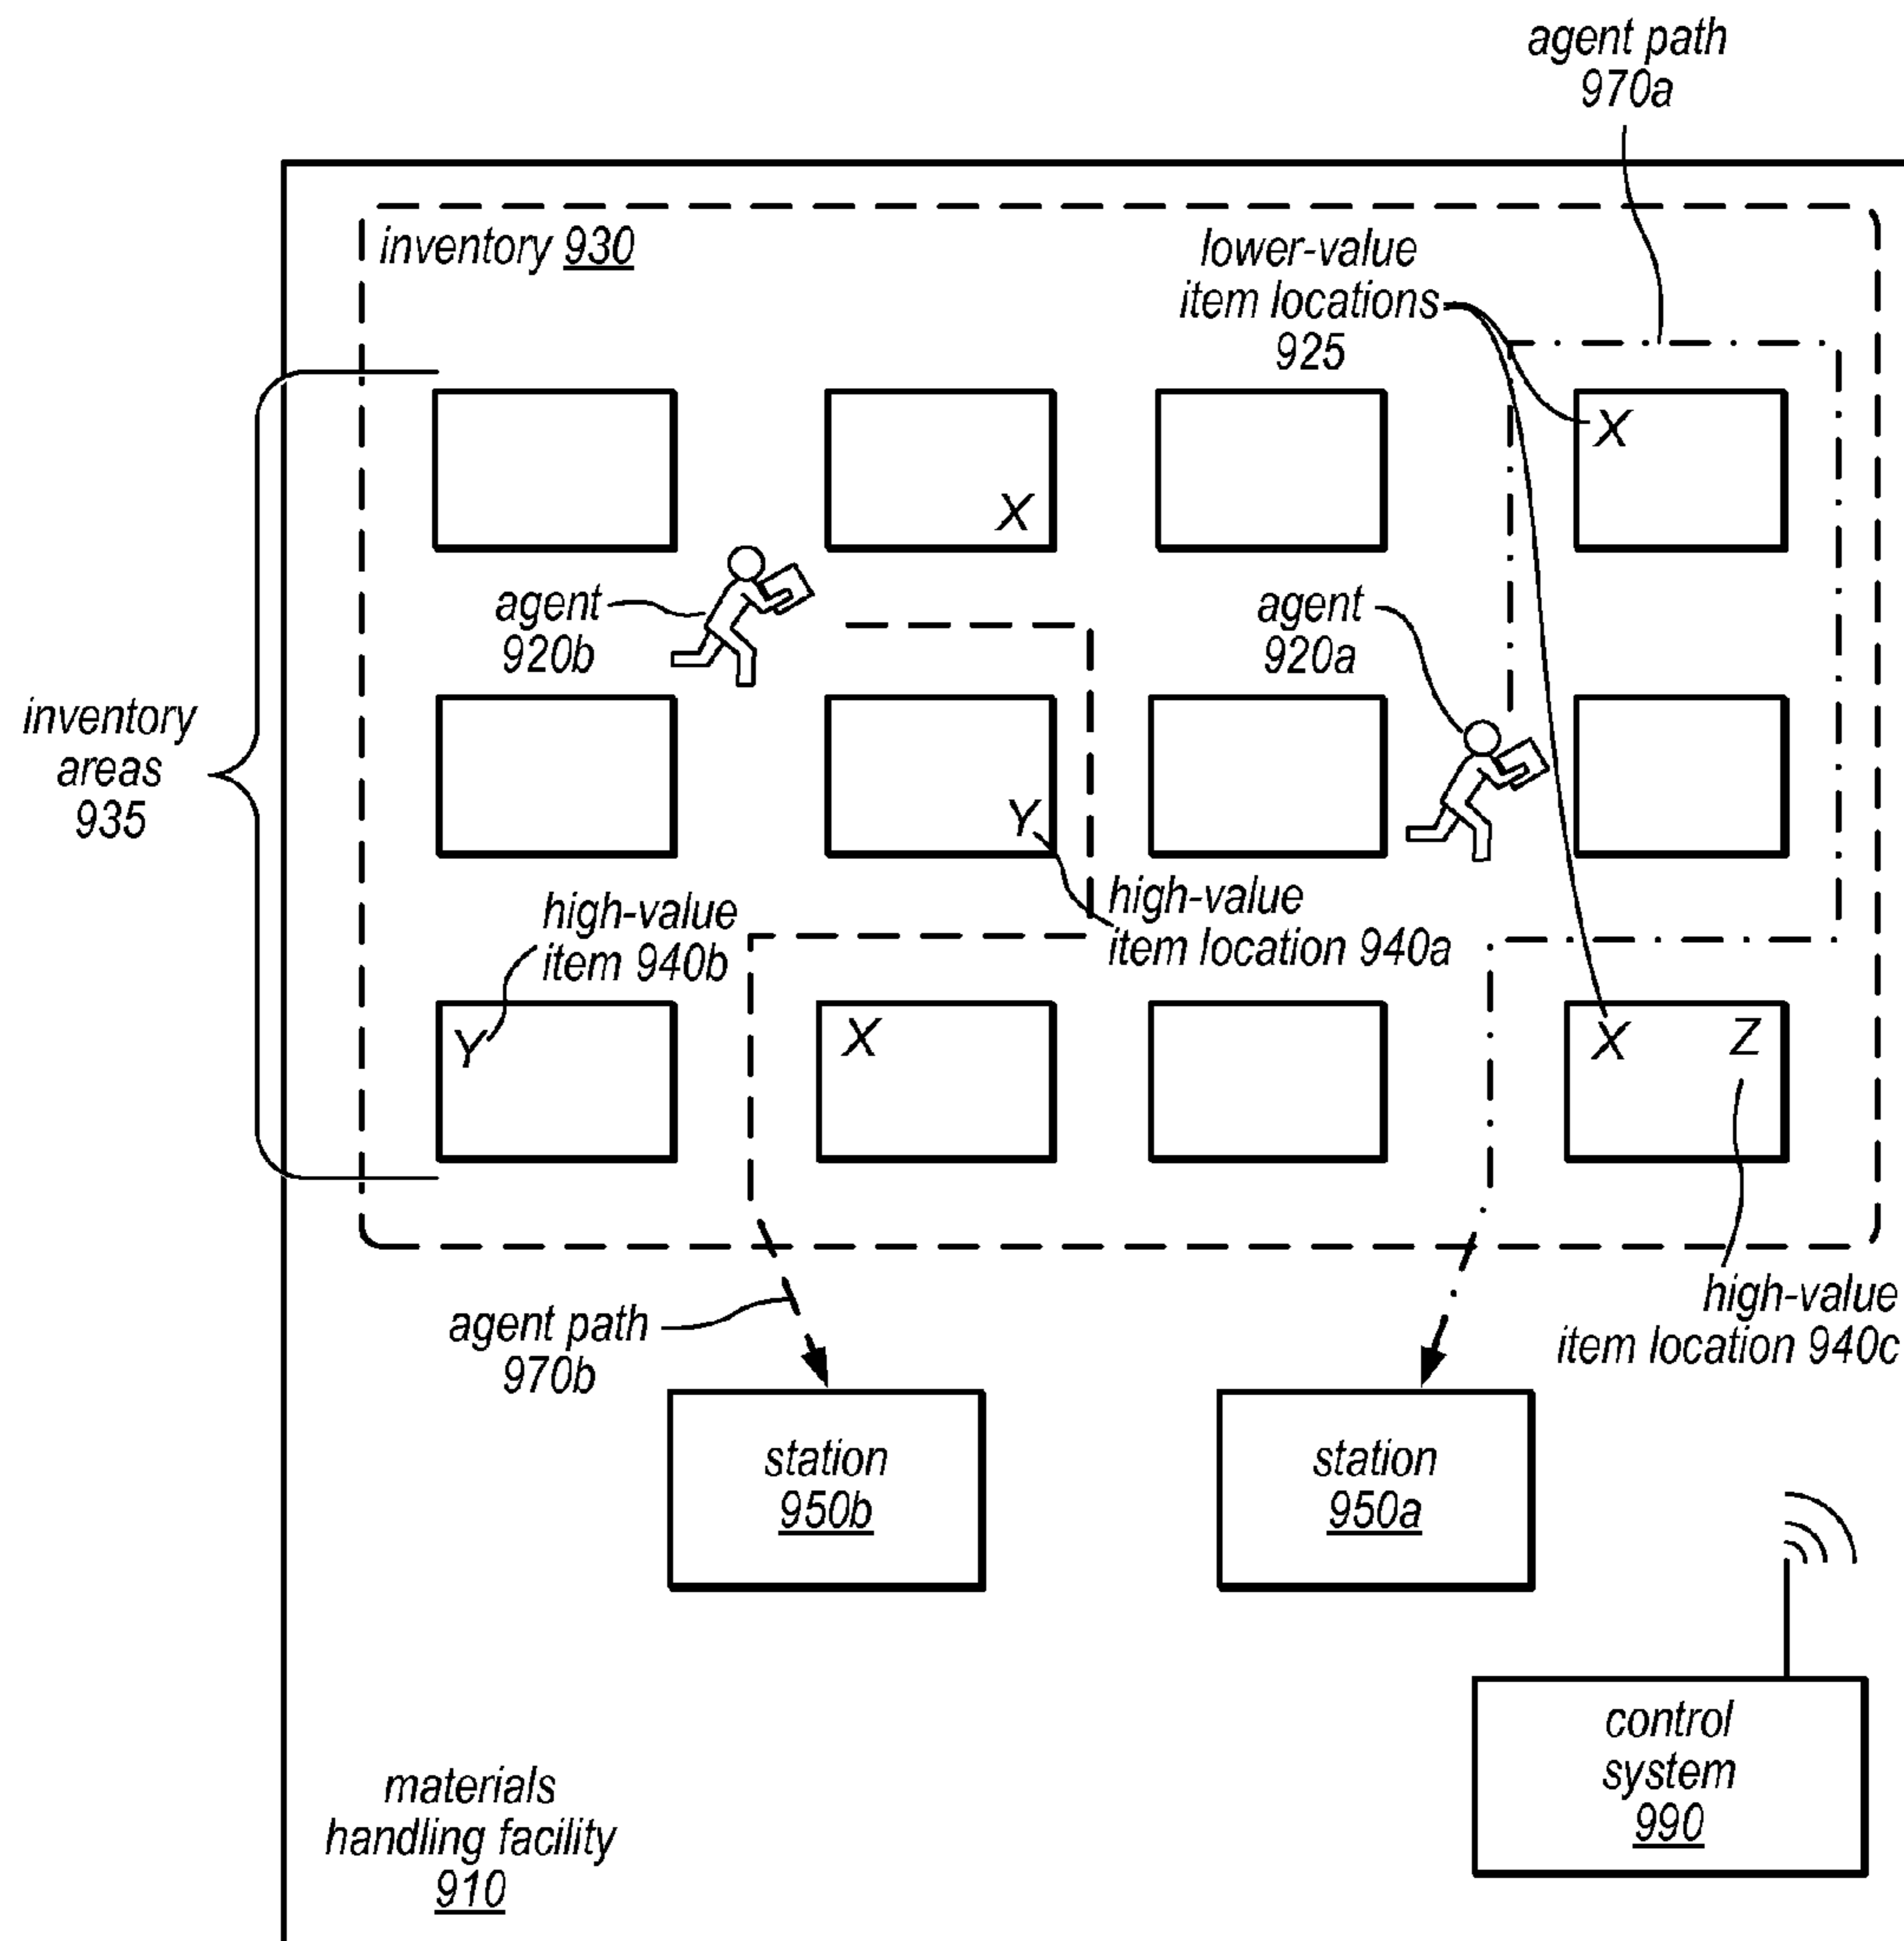 agent path
970a
inventory 930
lower-value
item locations
925
X
X
agent
920b
agent
920a
inventory
areas
935
Y
high-value
item 940b
high-value
item location 940a
Y
X
X Z
agent path
970b
high-value
item location 940c
station
950b
station
950a
control
system
990
materials
handling facility
910